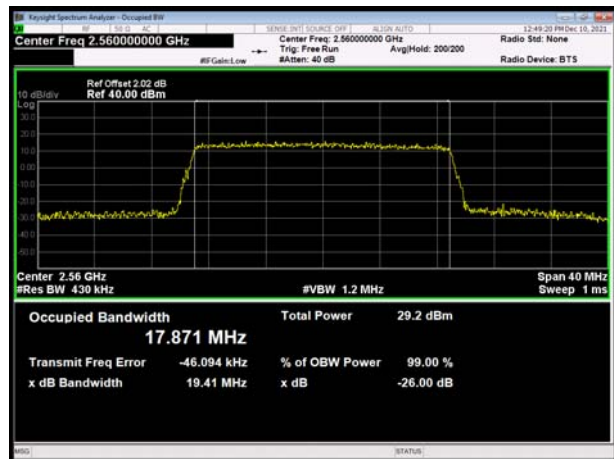 Keysight Spectrum Analyzer - Occupied BW
RF 50 Ω AC SENSE:INT SOURCE OFF ALIGN AUTO 12:49:20 PM Dec 10, 2021
Center Freq 2.560000000 GHz Center Freq: 2.560000000 GHz Radio Std: None
Trig: Free Run Avg|Hold: 200/200
#IFGain:Low #Atten: 40 dB Radio Device: BTS
Ref Offset 2.02 dB
10 dB/div Ref 40.00 dBm
Log
30.0
20.0
10.0
0.00
-10.0
-20.0
-30.0
-40.0
-50.0
Center 2.56 GHz Span 40 MHz
#Res BW 430 kHz #VBW 1.2 MHz Sweep 1 ms
Occupied Bandwidth Total Power 29.2 dBm
17.871 MHz
Transmit Freq Error -46.094 kHz % of OBW Power 99.00 %
x dB Bandwidth 19.41 MHz x dB -26.00 dB
MSG STATUS